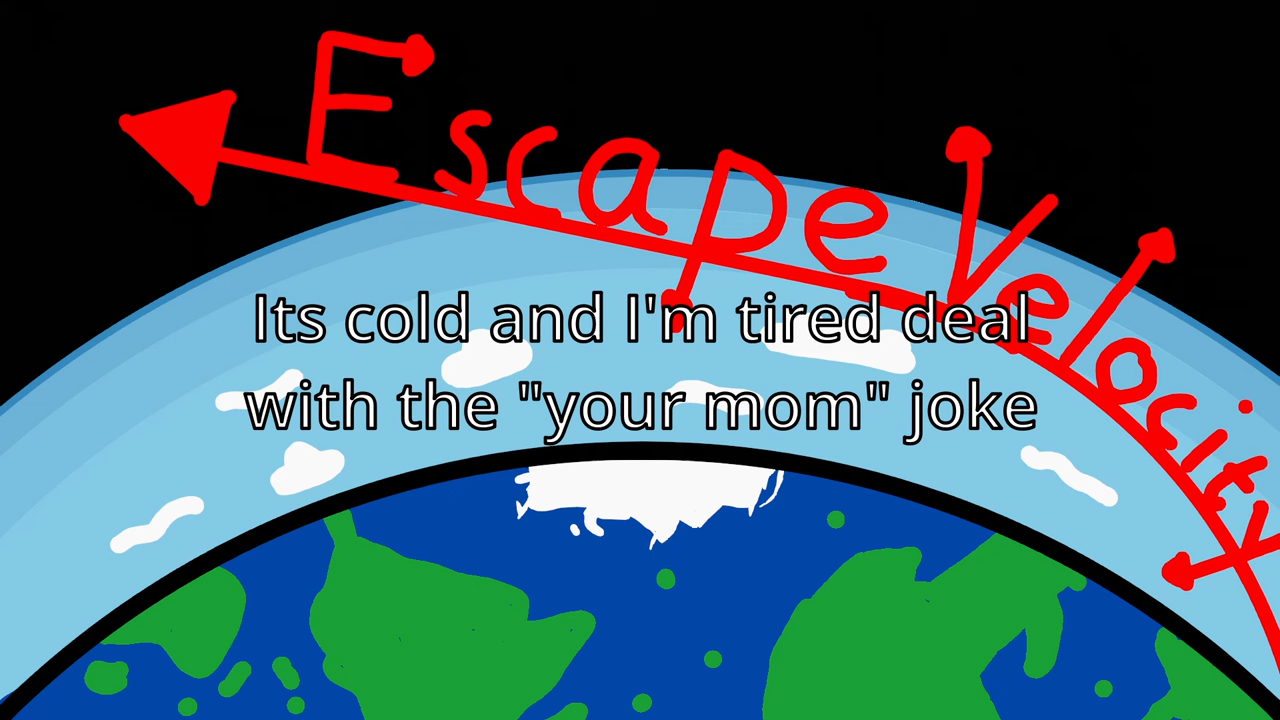 Escape Velocity
Its cold and I'm tired deal
with the "your mom" joke